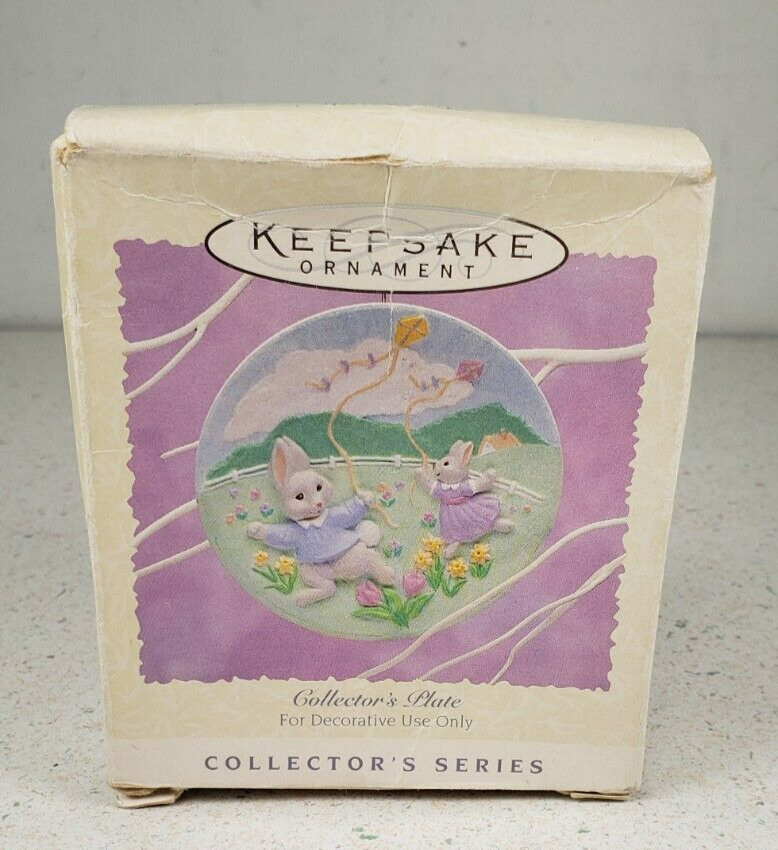 KEEPSAKE
ORNAMENT
Collector's Plate
For Decorative Use Only
COLLECTOR'S SERIES